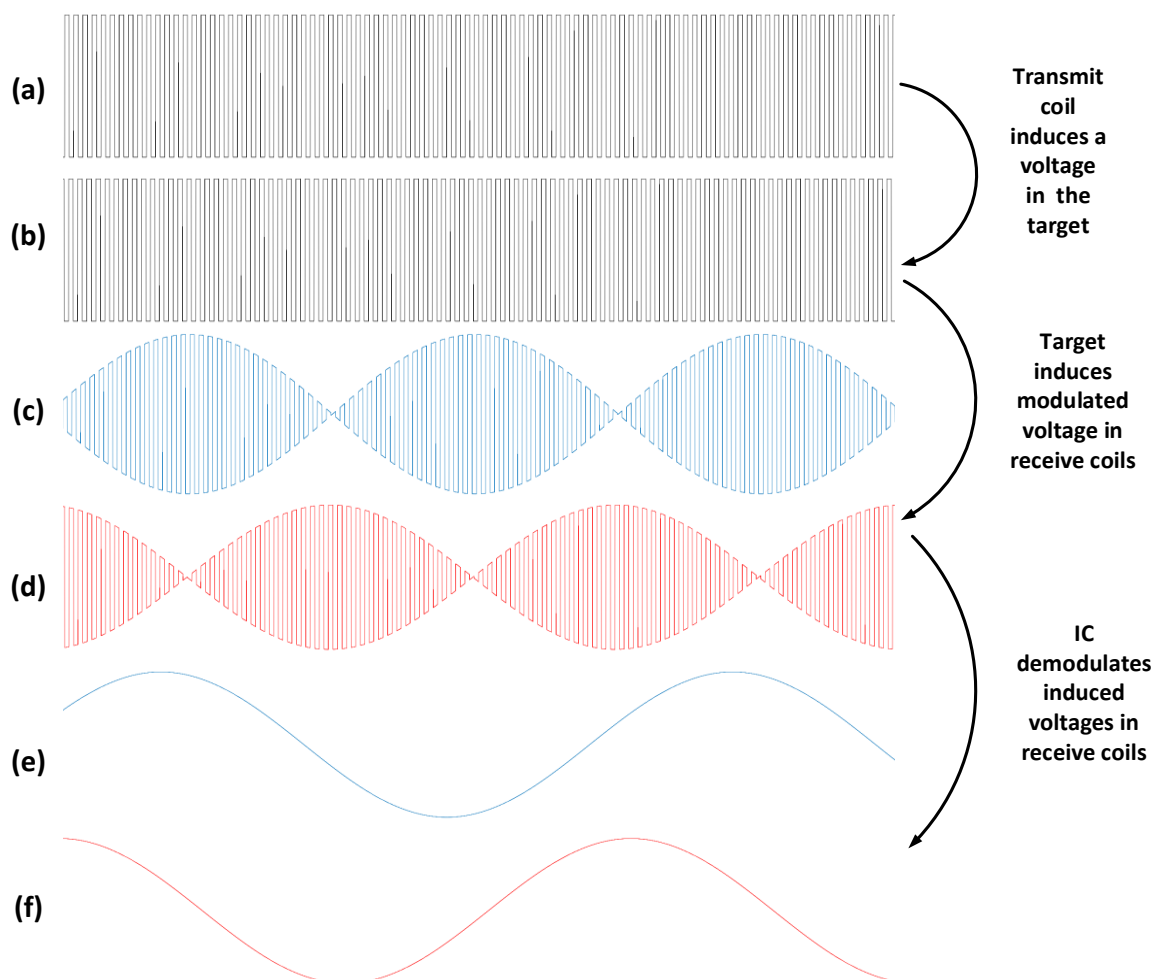 (a)
Transmit
coil
induces a
voltage
in the
target
(b)
(c)
Target
induces
modulated
voltage in
receive coils
(d)
IC
demodulates
induced
voltages in
receive coils
(e)
(f)